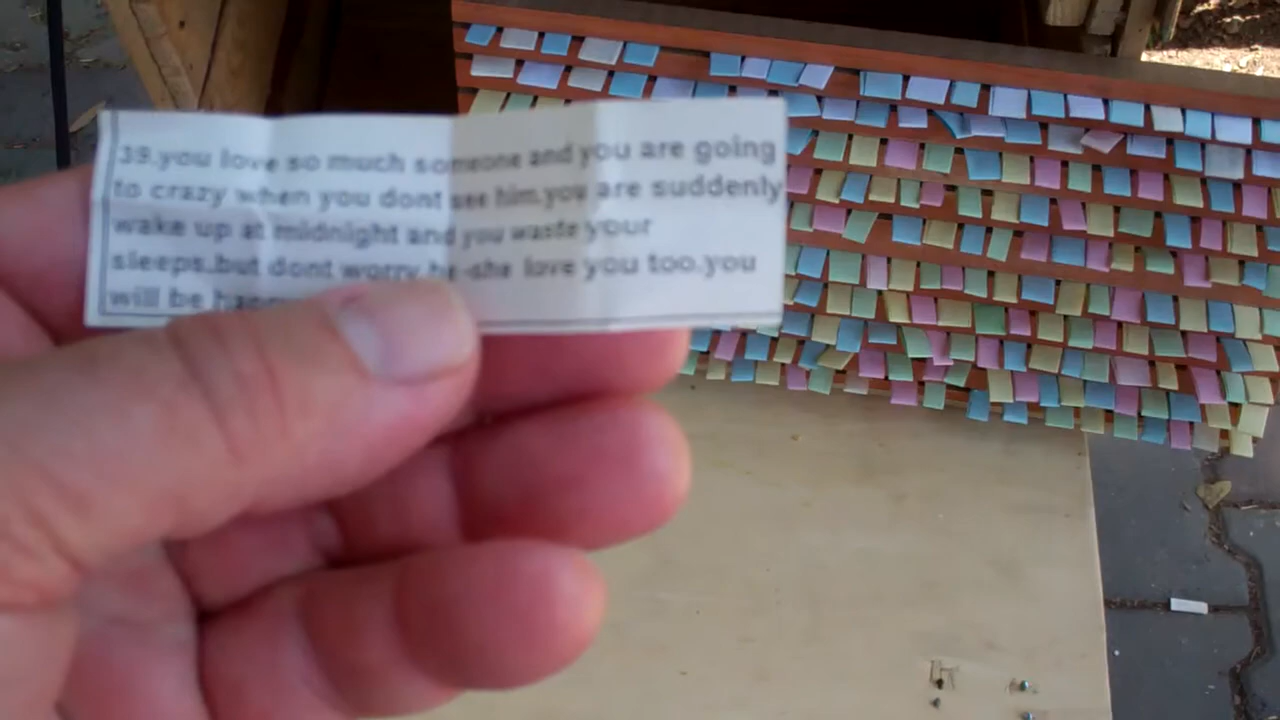 39.you love so much someone and you are going
to crazy when you dont see him.you are suddenly
wake up at midnight and you waste your
sleeps.but dont worry he-she love you too.you
will be